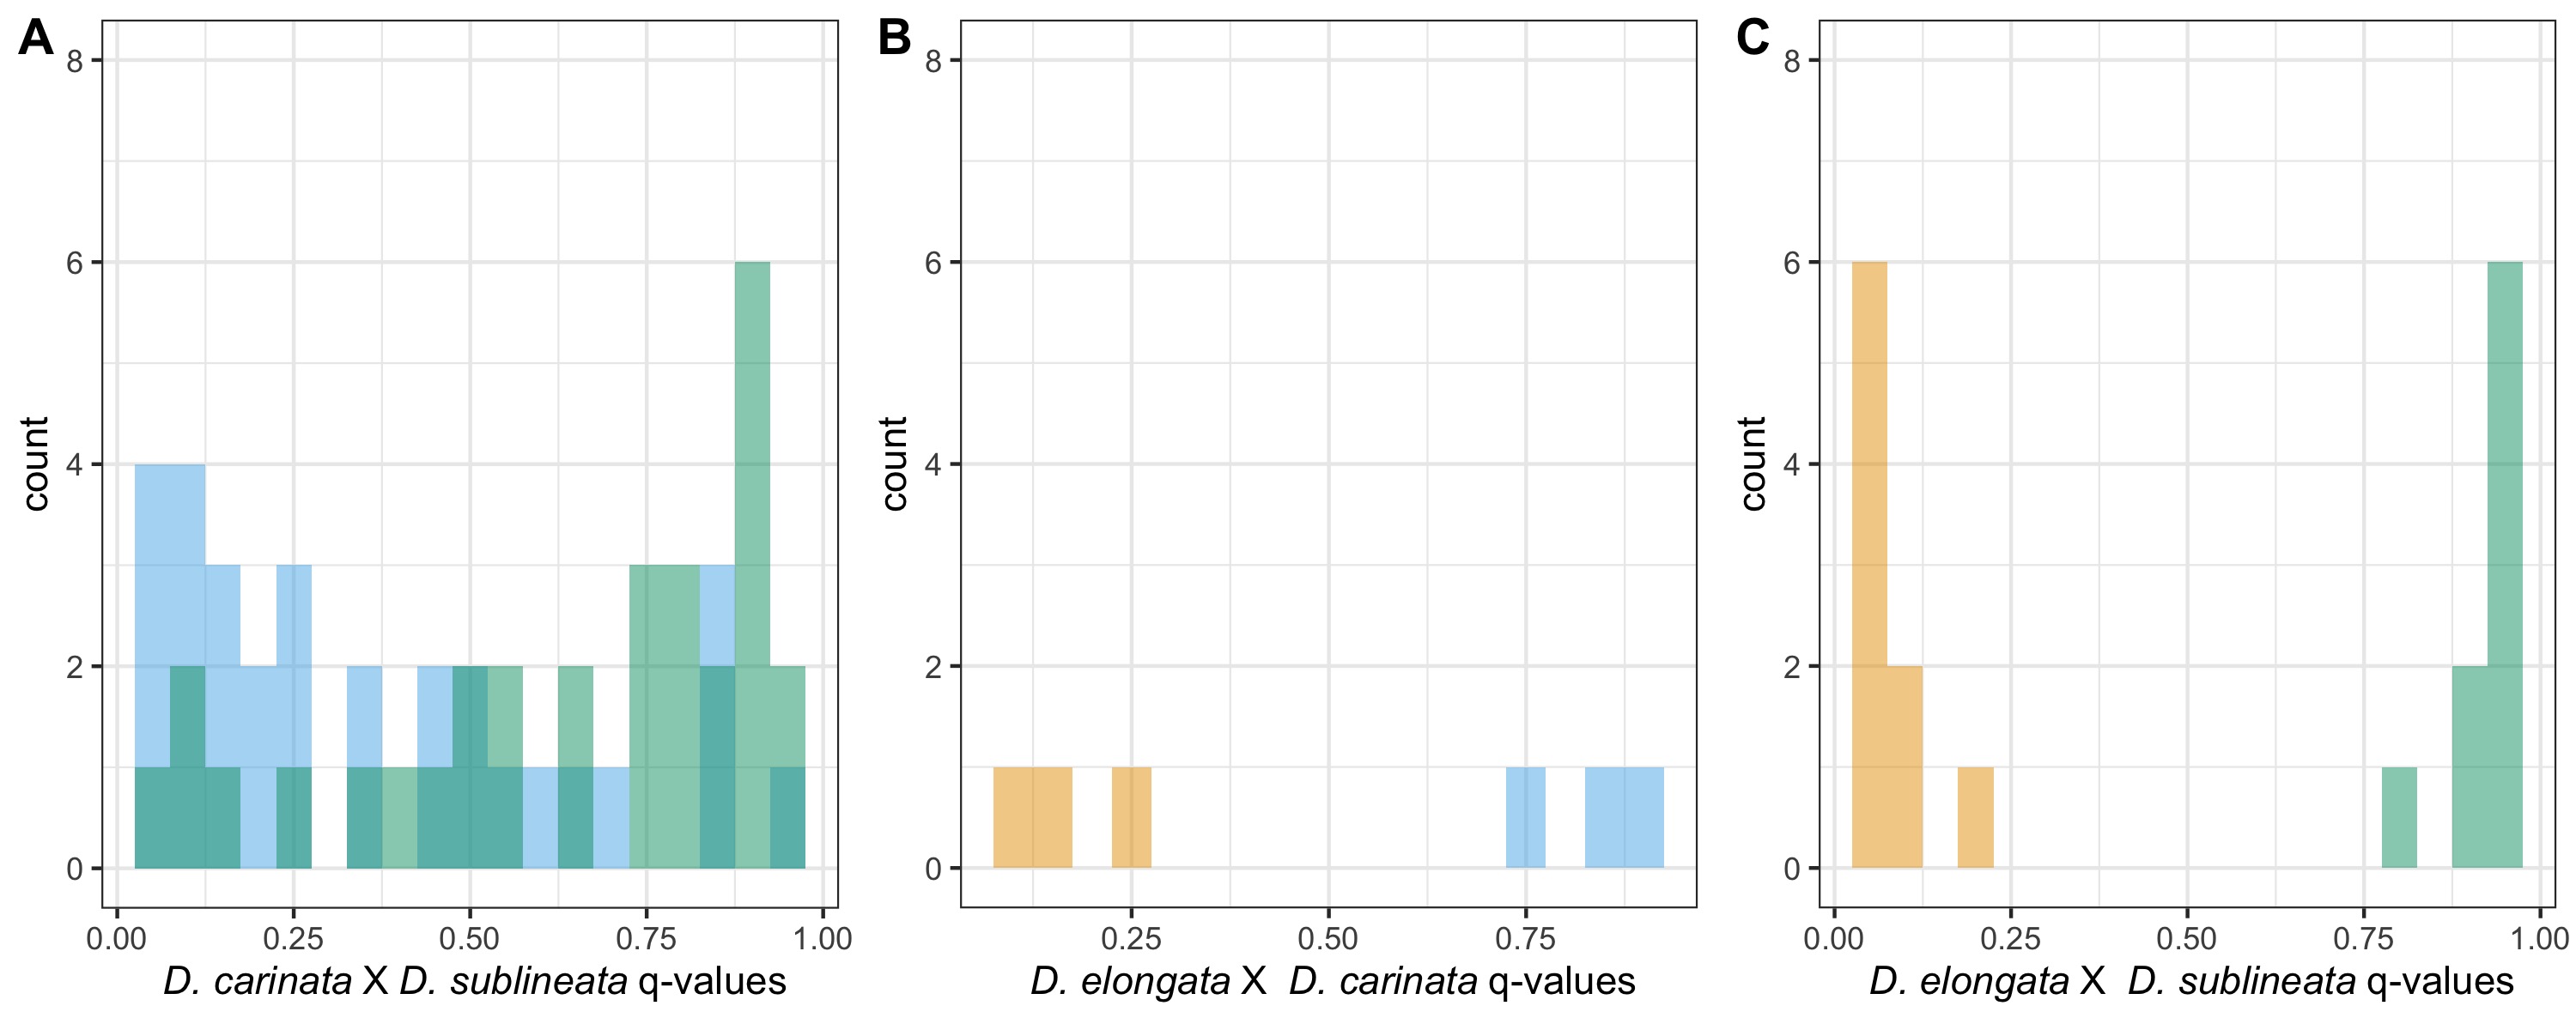 A
8
6
4
2
0
count
0.00 0.25 0.50 0.75 1.00
D. carinata X D. sublineata q-values
B
8
6
4
2
0
count
0.25 0.50 0.75
D. elongata X D. carinata q-values
C
8
6
4
2
0
count
0.00 0.25 0.50 0.75 1.00
D. elongata X D. sublineata q-values